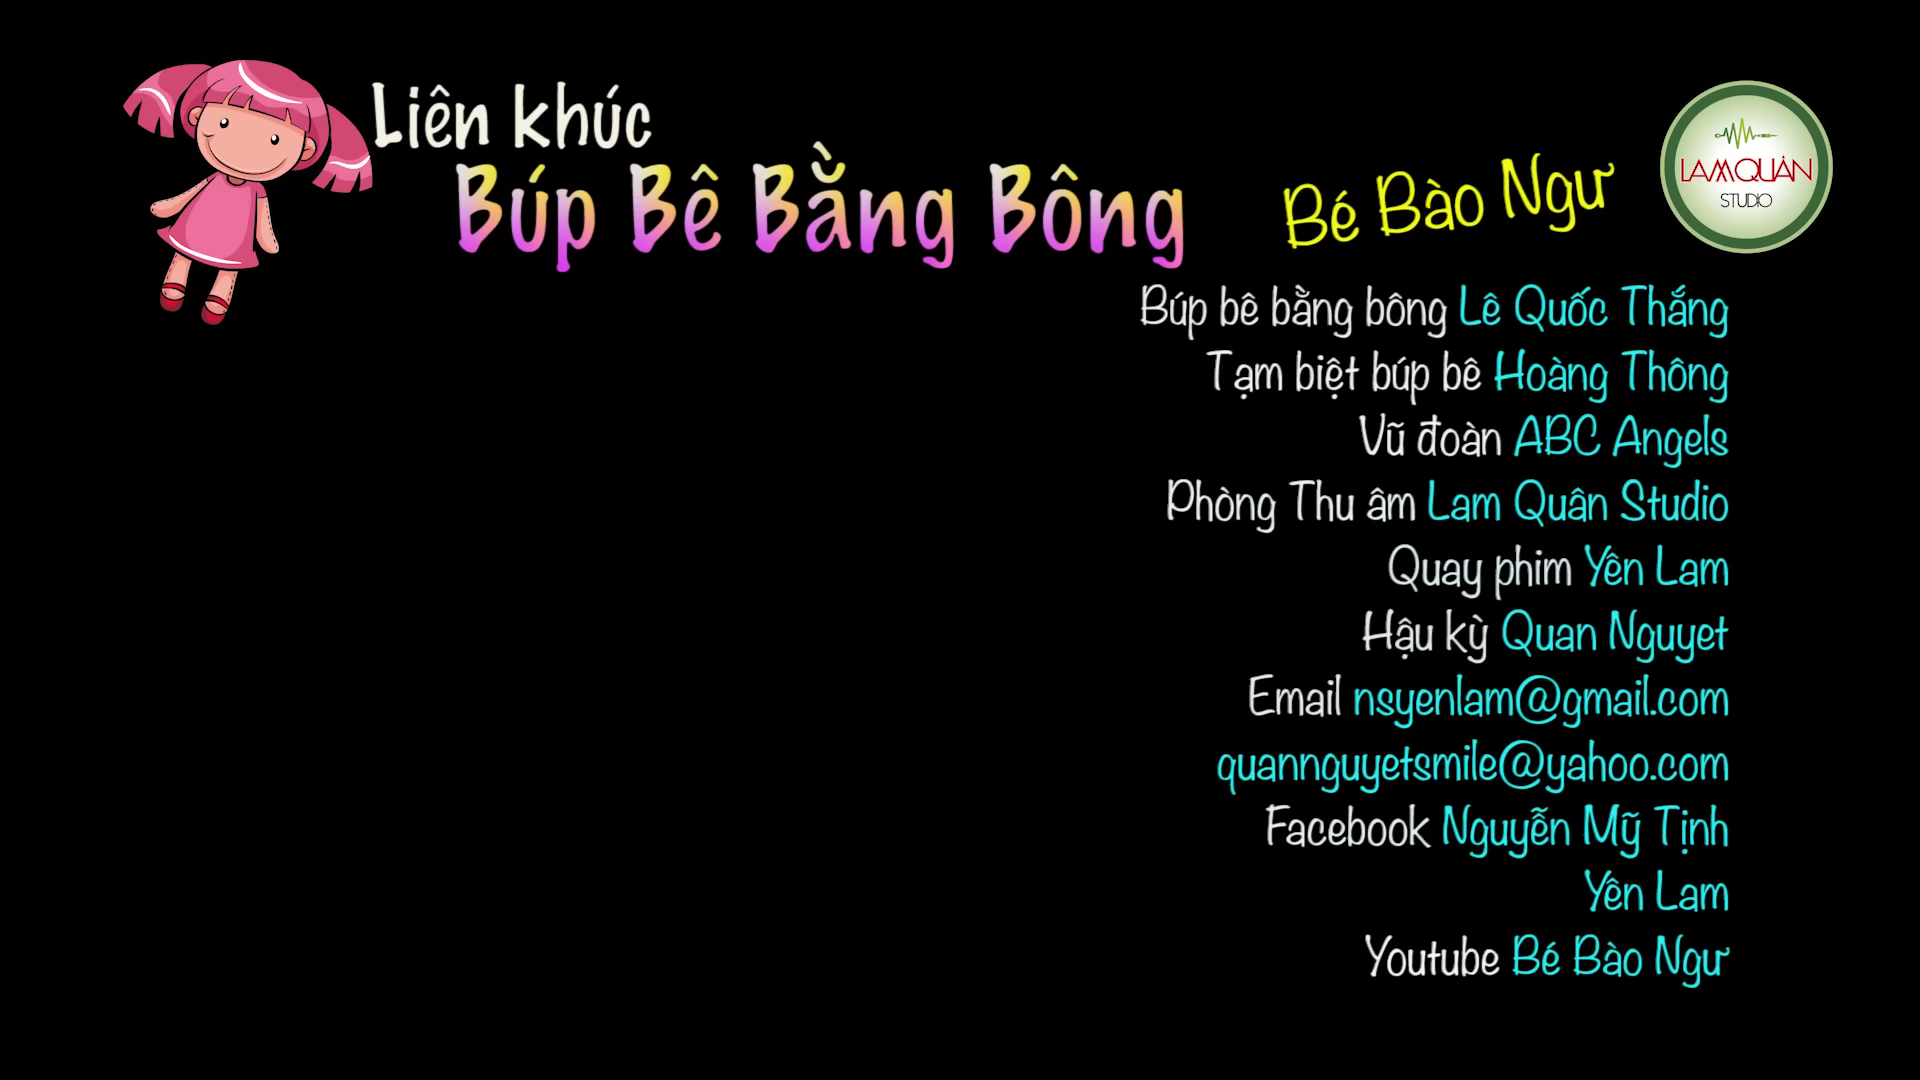 Liên khúc
Búp Bê Bằng Bông
Bé Bào Ngư
LAMQUÂN
STUDIO
Búp bê bằng bông Lê Quốc Thắng
Tạm biệt búp bê Hoàng Thông
Vũ đoàn ABC Angels
Phòng Thu âm Lam Quân Studio
Quay phim Yên Lam
Hậu kỳ Quan Nguyet
Email nsyenlam@gmail.com
quannguyetsmile@yahoo.com
Facebook Nguyễn Mỹ Tịnh
Yên Lam
Youtube Bé Bào Ngư